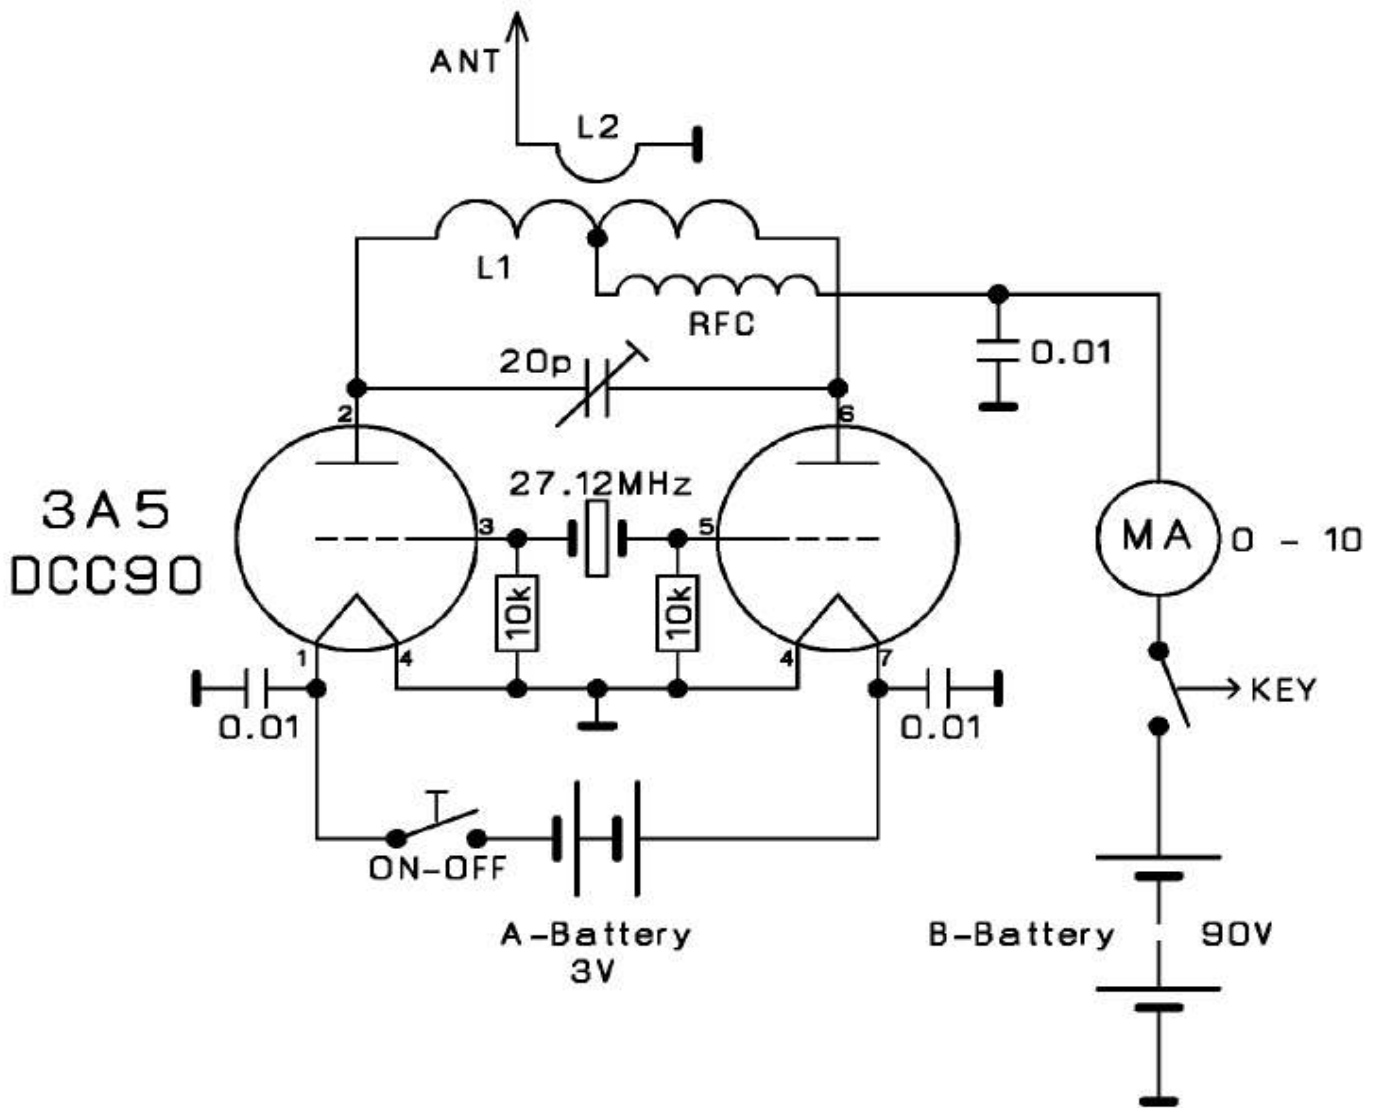 ANT
L2
L1
RFC
20p
0.01
2
6
27.12MHz
3A5
DCC90
3
5
MA
0 - 10
10k
10k
1
4
4
7
0.01
0.01
KEY
ON-OFF
A-Battery
3V
B-Battery 90V